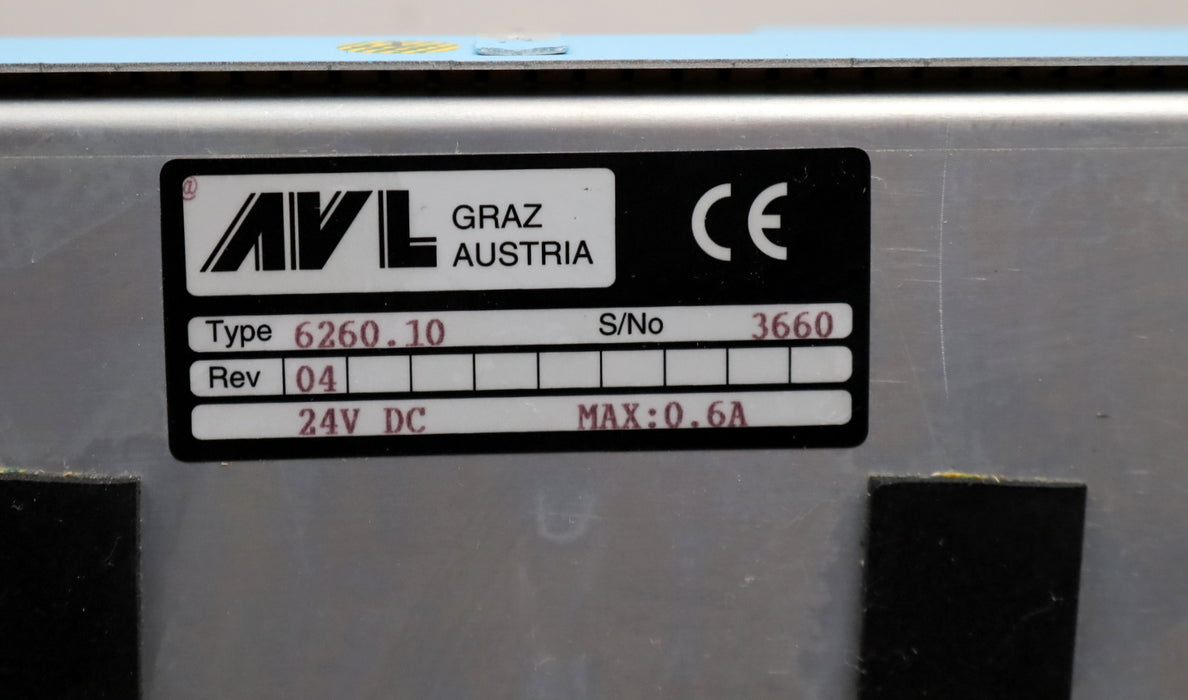 @
AVL GRAZ
AUSTRIA
CE
Type 6260.10 S/No 3660
Rev 04
24V DC MAX:0.6A